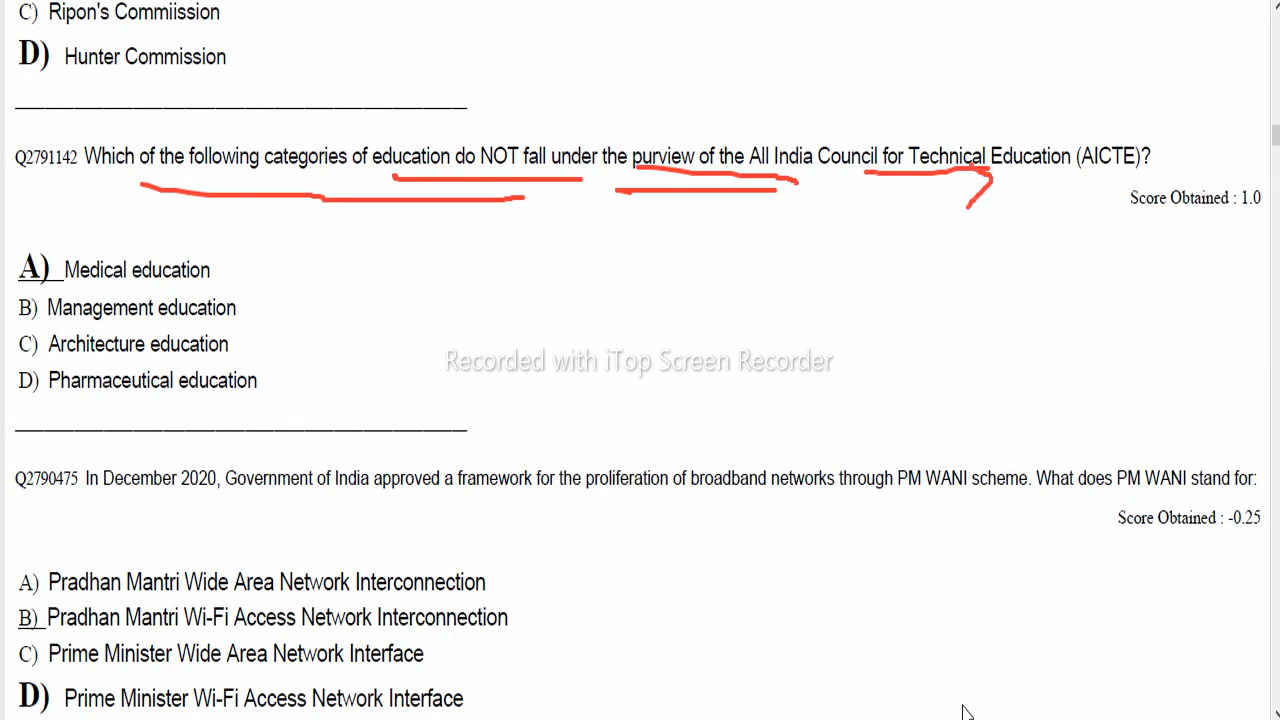 C) Ripon's Commiission
D) Hunter Commission
Q2791142 Which of the following categories of education do NOT fall under the purview of the All India Council for Technical Education (AICTE)?
Score Obtained : 1.0
A) Medical education
B) Management education
C) Architecture education
Recorded with iTop Screen Recorder
D) Pharmaceutical education
Q2790475 In December 2020, Government of India approved a framework for the proliferation of broadband networks through PM WANI scheme. What does PM WANI stand for:
Score Obtained : -0.25
A) Pradhan Mantri Wide Area Network Interconnection
B) Pradhan Mantri Wi-Fi Access Network Interconnection
C) Prime Minister Wide Area Network Interface
D) Prime Minister Wi-Fi Access Network Interface